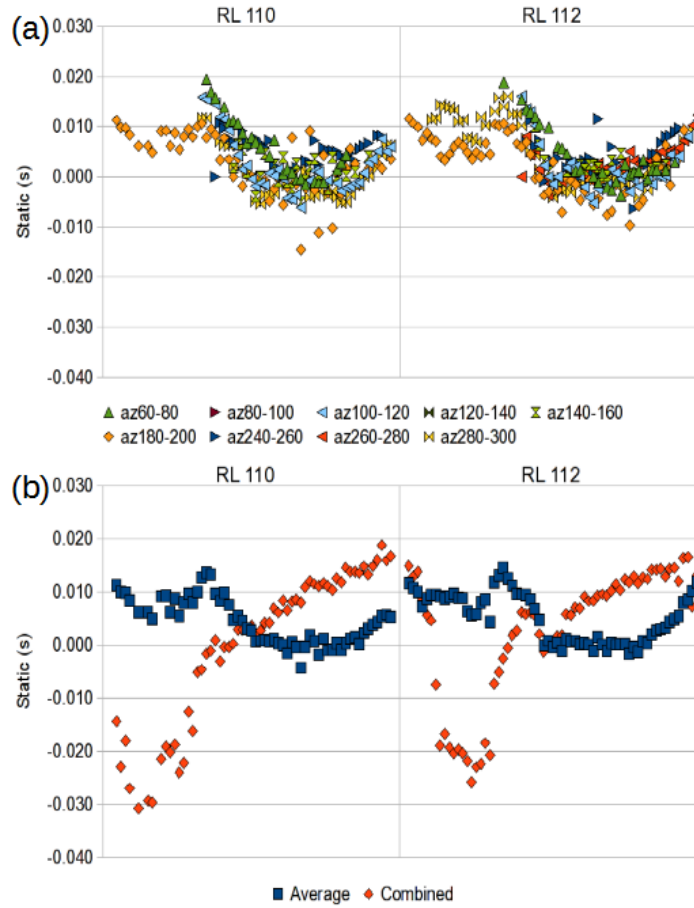 (a)
RL 110 RL 112
0.030
0.020
0.010
0.000
-0.010
-0.020
-0.030
-0.040
Static (s)
az60-80 az80-100 az100-120 az120-140 az140-160
az180-200 az240-260 az260-280 az280-300
(b)
RL 110 RL 112
0.030
0.020
0.010
0.000
-0.010
-0.020
-0.030
-0.040
Static (s)
Average Combined